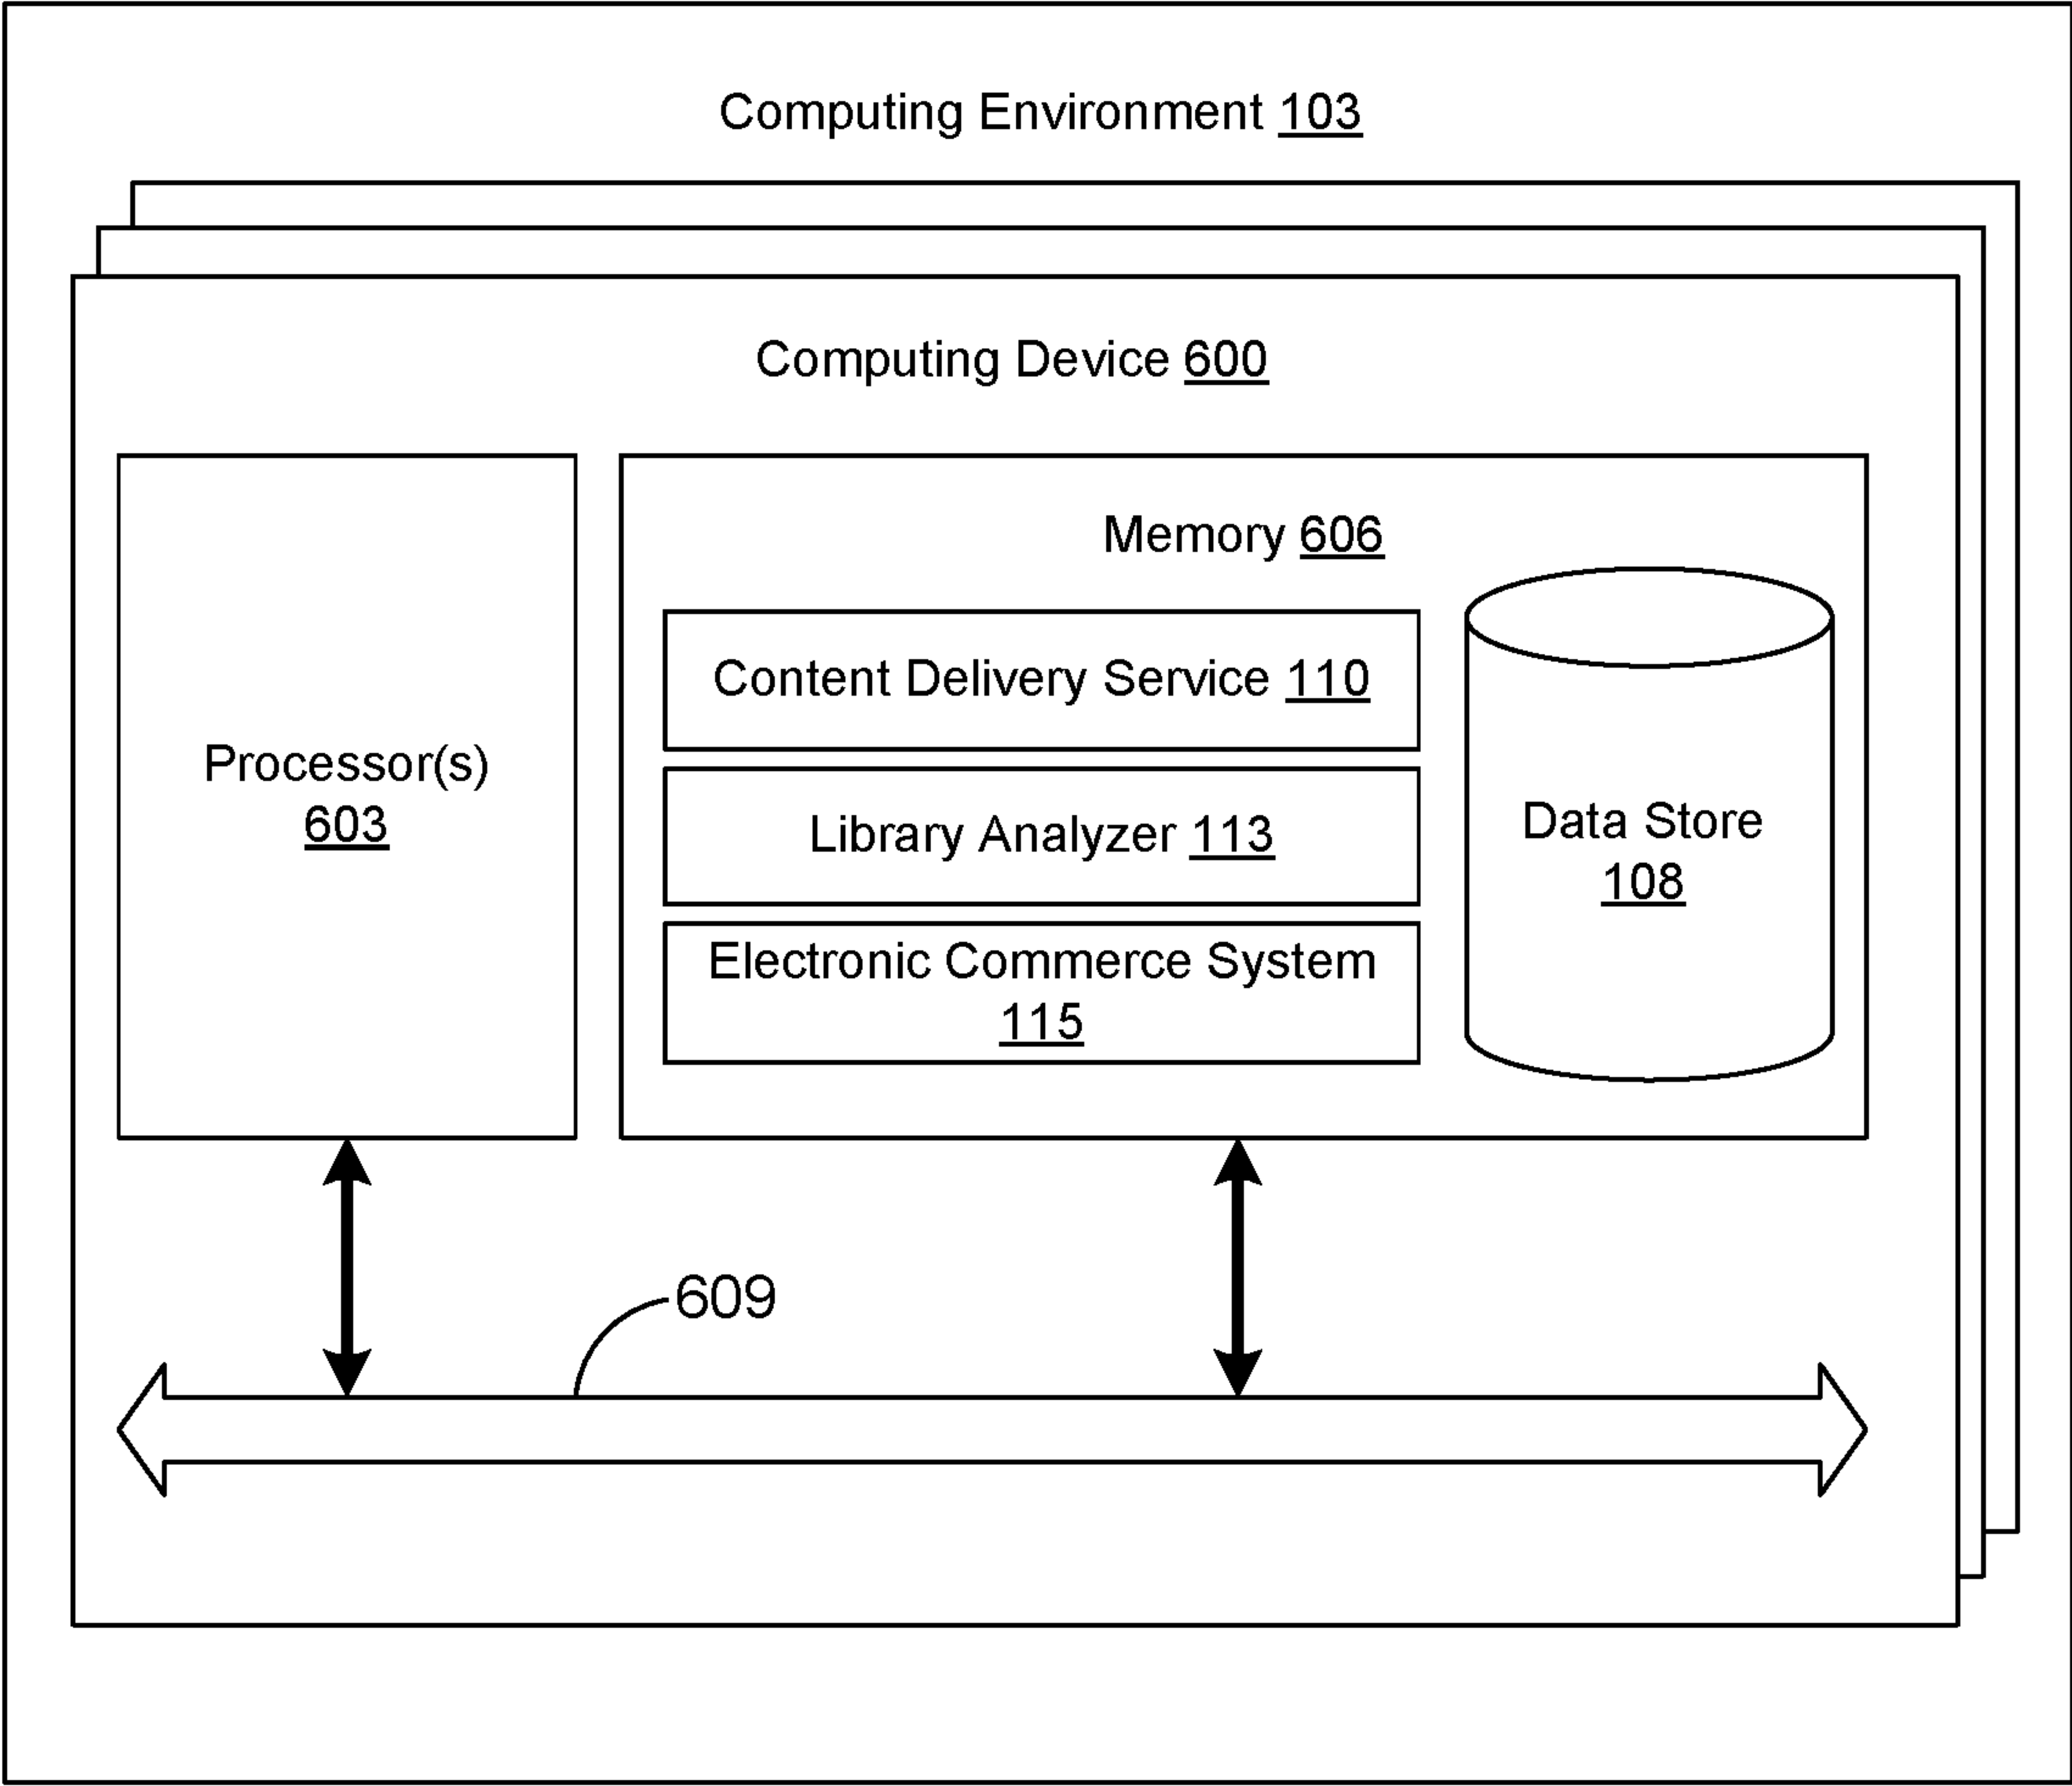 Computing Environment 103
Computing Device 600
Processor(s)
603
Memory 606
Content Delivery Service 110
Library Analyzer 113
Electronic Commerce System
115
Data Store
108
609